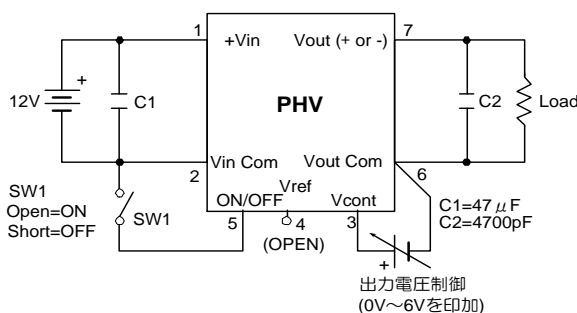 1
+Vin
Vout (+ or -)
7
+
12V
C1
PHV
C2
Load
Vin Com
2
Vout Com
6
SW1
Open=ON
Short=OFF
SW1
ON/OFF
5
Vref
4
(OPEN)
Vcont
3
C1=47μF
C2=4700pF
+
出力電圧制御
(0V～6Vを印加)